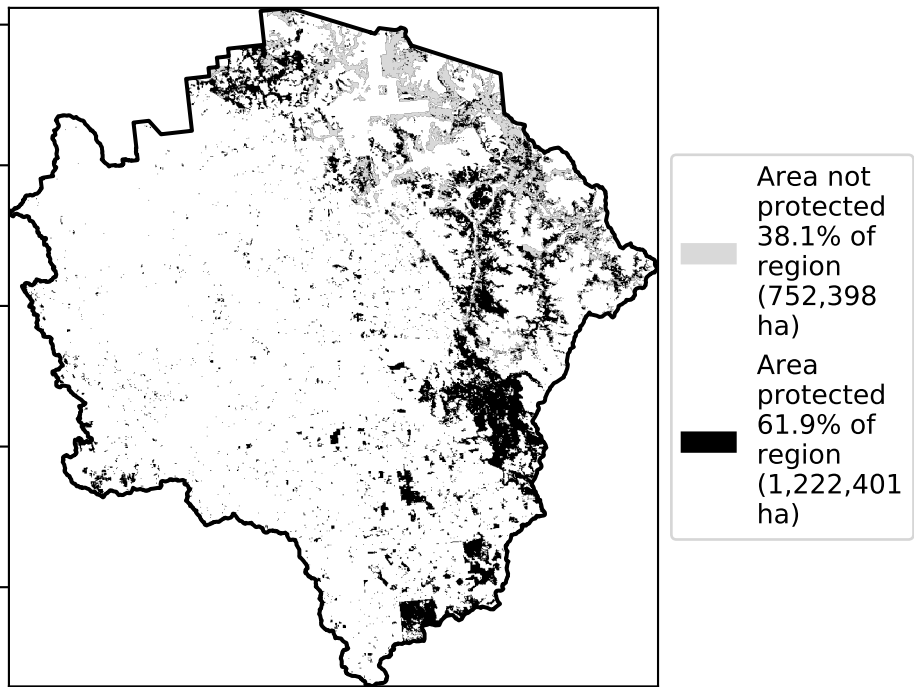 Area not
protected
38.1% of
region
(752,398
ha)
Area
protected
61.9% of
region
(1,222,401
ha)